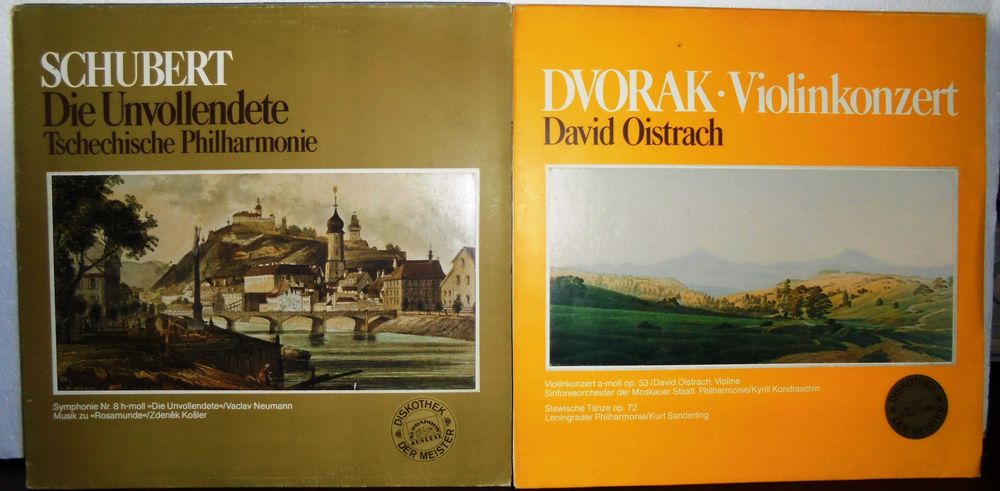 SCHUBERT
Die Unvollendete
Tschechische Philharmonie
Symphonie Nr. 8 h-moll »Die Unvollendete«/Vaclav Neumann
Musik zu »Rosamunde«/Zdeněk Košler
DISKOTHEK
SUPRAPHON
AUSLESE
DER MEISTER
DVORAK · Violinkonzert
David Oistrach
Violinkonzert a-moll op. 53/David Oistrach, Violine
Sinfonieorchester der Moskauer Staatl. Philharmonie/Kyrill Kondraschin
Slawische Tänze op. 72
Leningrader Philharmonie/Kurt Sanderling
DISKOTHEK
DER MEISTER